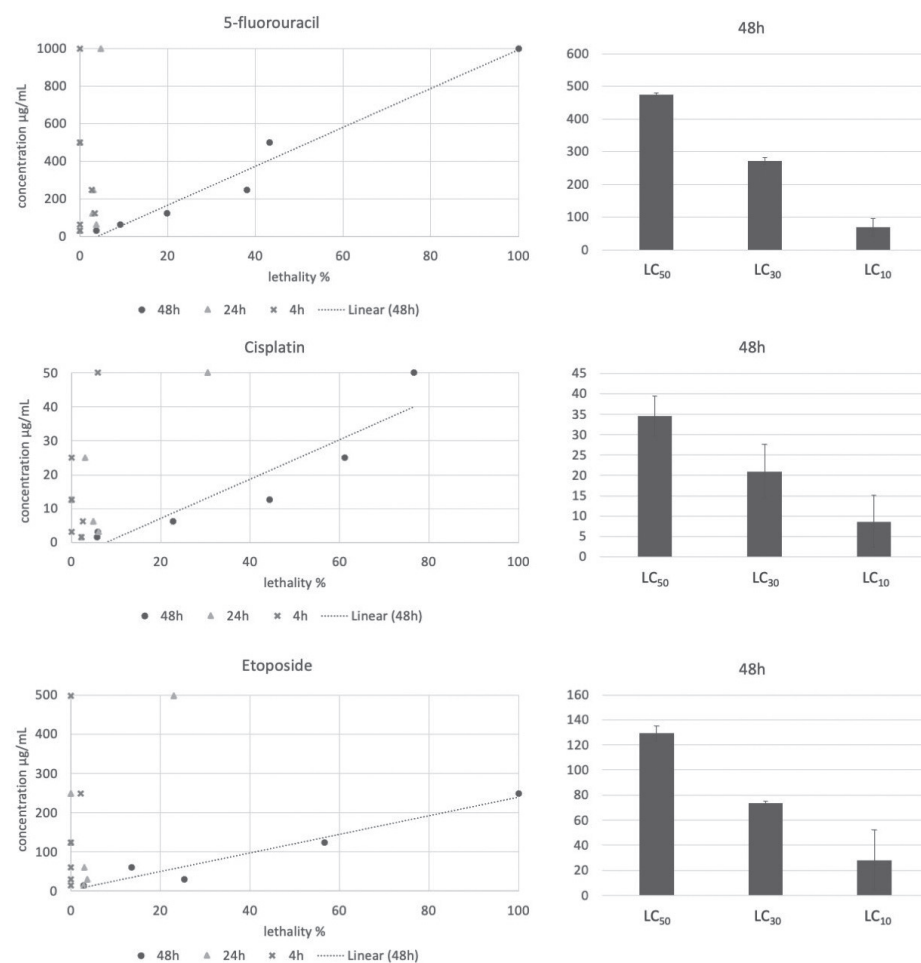 5-fluorouracil
concentration µg/mL
1000
800
600
400
200
0
0 20 40 60 80 100
lethality %
48h 24h 4h Linear (48h)
48h
600
500
400
300
200
100
0
LC50 LC30 LC10
Cisplatin
concentration µg/mL
50
40
30
20
10
0
0 20 40 60 80 100
lethality %
48h 24h 4h Linear (48h)
48h
45
40
35
30
25
20
15
10
5
0
LC50 LC30 LC10
Etoposide
concentration µg/mL
500
400
300
200
100
0
0 20 40 60 80 100
lethality %
48h 24h 4h Linear (48h)
48h
160
140
120
100
80
60
40
20
0
LC50 LC30 LC10